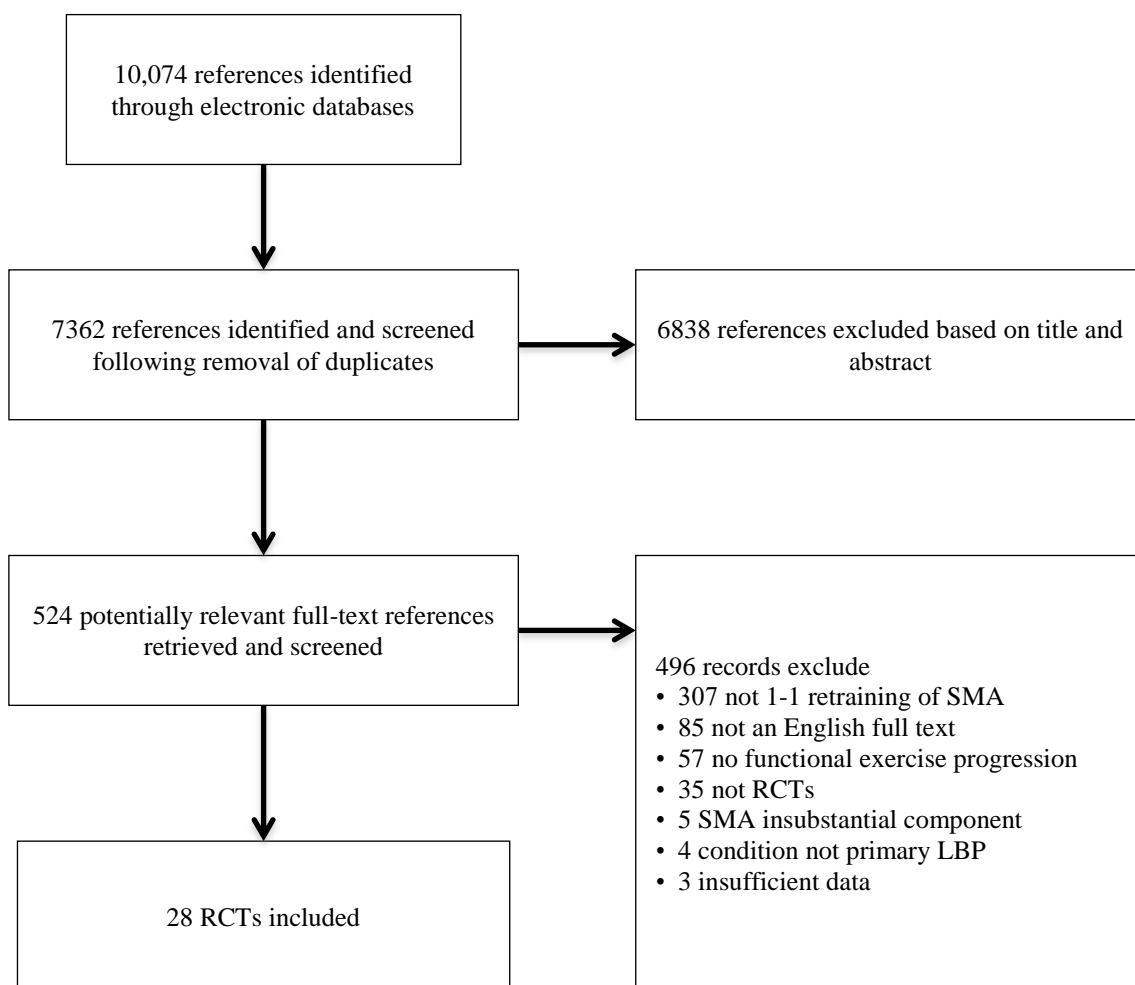 10,074 references identified
through electronic databases
7362 references identified and screened
following removal of duplicates
6838 references excluded based on title and
abstract
524 potentially relevant full-text references
retrieved and screened
496 records exclude
• 307 not 1-1 retraining of SMA
• 85 not an English full text
• 57 no functional exercise progression
• 35 not RCTs
• 5 SMA insubstantial component
• 4 condition not primary LBP
• 3 insufficient data
28 RCTs included